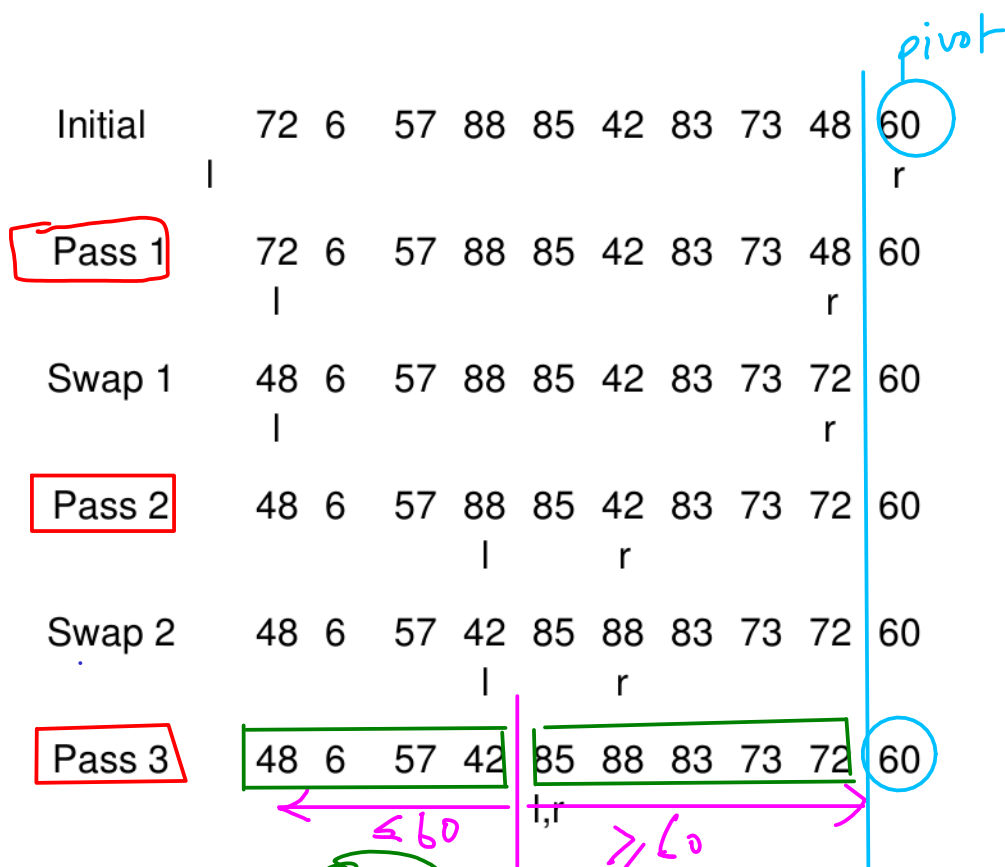 pivot
Initial 72 6 57 88 85 42 83 73 48 60
l r
Pass 1 72 6 57 88 85 42 83 73 48 60
l r
Swap 1 48 6 57 88 85 42 83 73 72 60
l r
Pass 2 48 6 57 88 85 42 83 73 72 60
l r
Swap 2 48 6 57 42 85 88 83 73 72 60
l r
Pass 3 48 6 57 42 85 88 83 73 72 60
l,r
≤ 60 ≥ 60